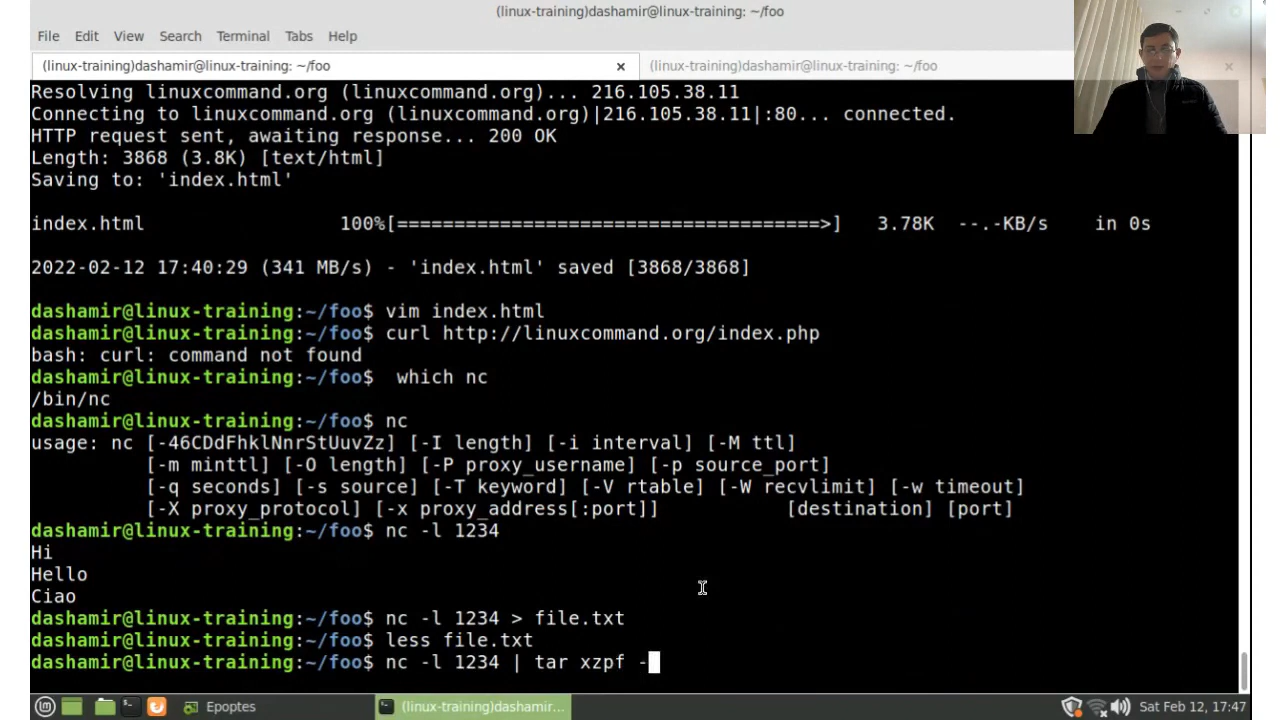 (linux-training)dashamir@linux-training: ~/foo
File Edit View Search Terminal Tabs Help
(linux-training)dashamir@linux-training: ~/foo × (linux-training)dashamir@linux-training: ~/foo ×
Resolving linuxcommand.org (linuxcommand.org)... 216.105.38.11
Connecting to linuxcommand.org (linuxcommand.org)|216.105.38.11|:80... connected.
HTTP request sent, awaiting response... 200 OK
Length: 3868 (3.8K) [text/html]
Saving to: 'index.html'
index.html 100%[=====================================>] 3.78K --.-KB/s in 0s
2022-02-12 17:40:29 (341 MB/s) - 'index.html' saved [3868/3868]
dashamir@linux-training:~/foo$ vim index.html
dashamir@linux-training:~/foo$ curl http://linuxcommand.org/index.php
bash: curl: command not found
dashamir@linux-training:~/foo$  which nc
/bin/nc
dashamir@linux-training:~/foo$ nc
usage: nc [-46CDdFhklNnrStUuvZz] [-I length] [-i interval] [-M ttl]
[-m minttl] [-O length] [-P proxy_username] [-p source_port]
[-q seconds] [-s source] [-T keyword] [-V rtable] [-W recvlimit] [-w timeout]
[-X proxy_protocol] [-x proxy_address[:port]] [destination] [port]
dashamir@linux-training:~/foo$ nc -l 1234
Hi
Hello
Ciao
dashamir@linux-training:~/foo$ nc -l 1234 > file.txt
dashamir@linux-training:~/foo$ less file.txt
dashamir@linux-training:~/foo$ nc -l 1234 | tar xzpf -
Epoptes (linux-training)dashamir... Sat Feb 12, 17:47